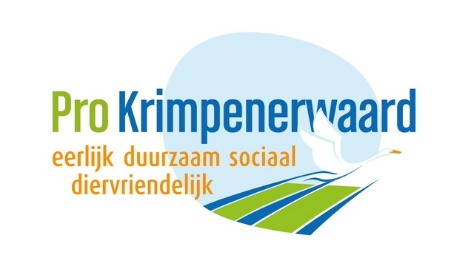 Pro Krimpenerwaard
eerlijk duurzaam sociaal
diervriendelijk